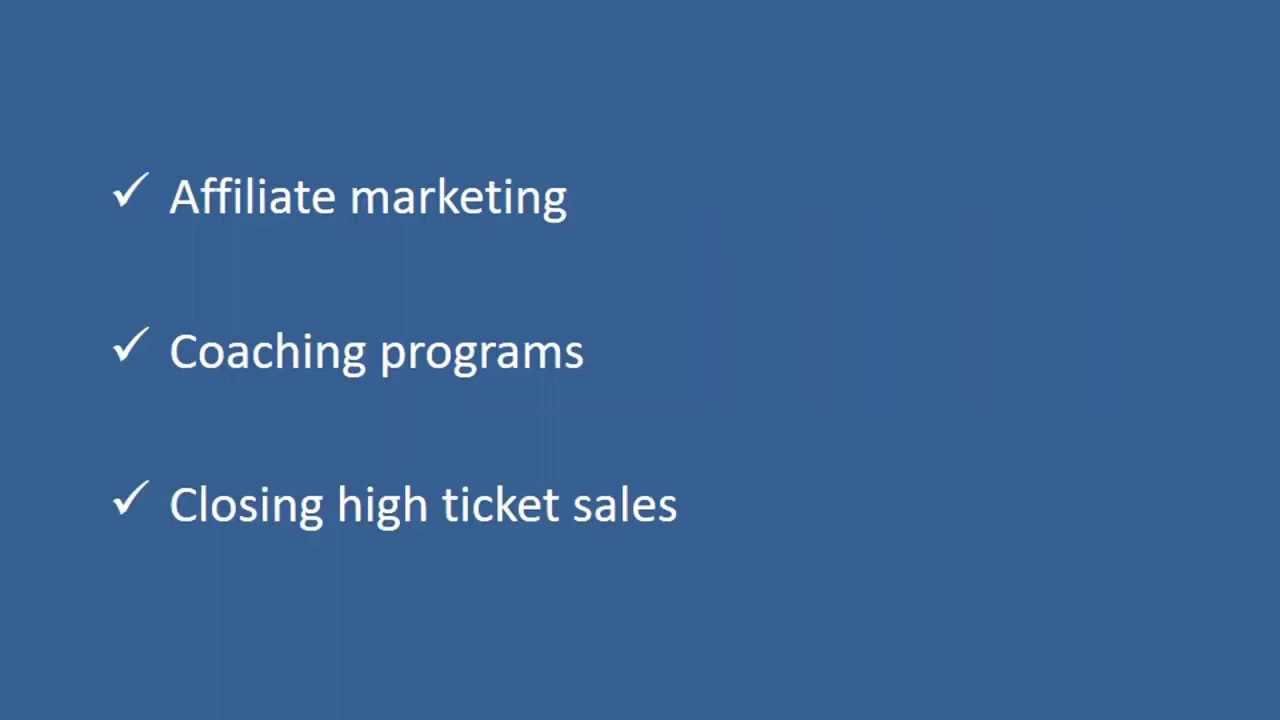 ✓ Affiliate marketing
✓ Coaching programs
✓ Closing high ticket sales